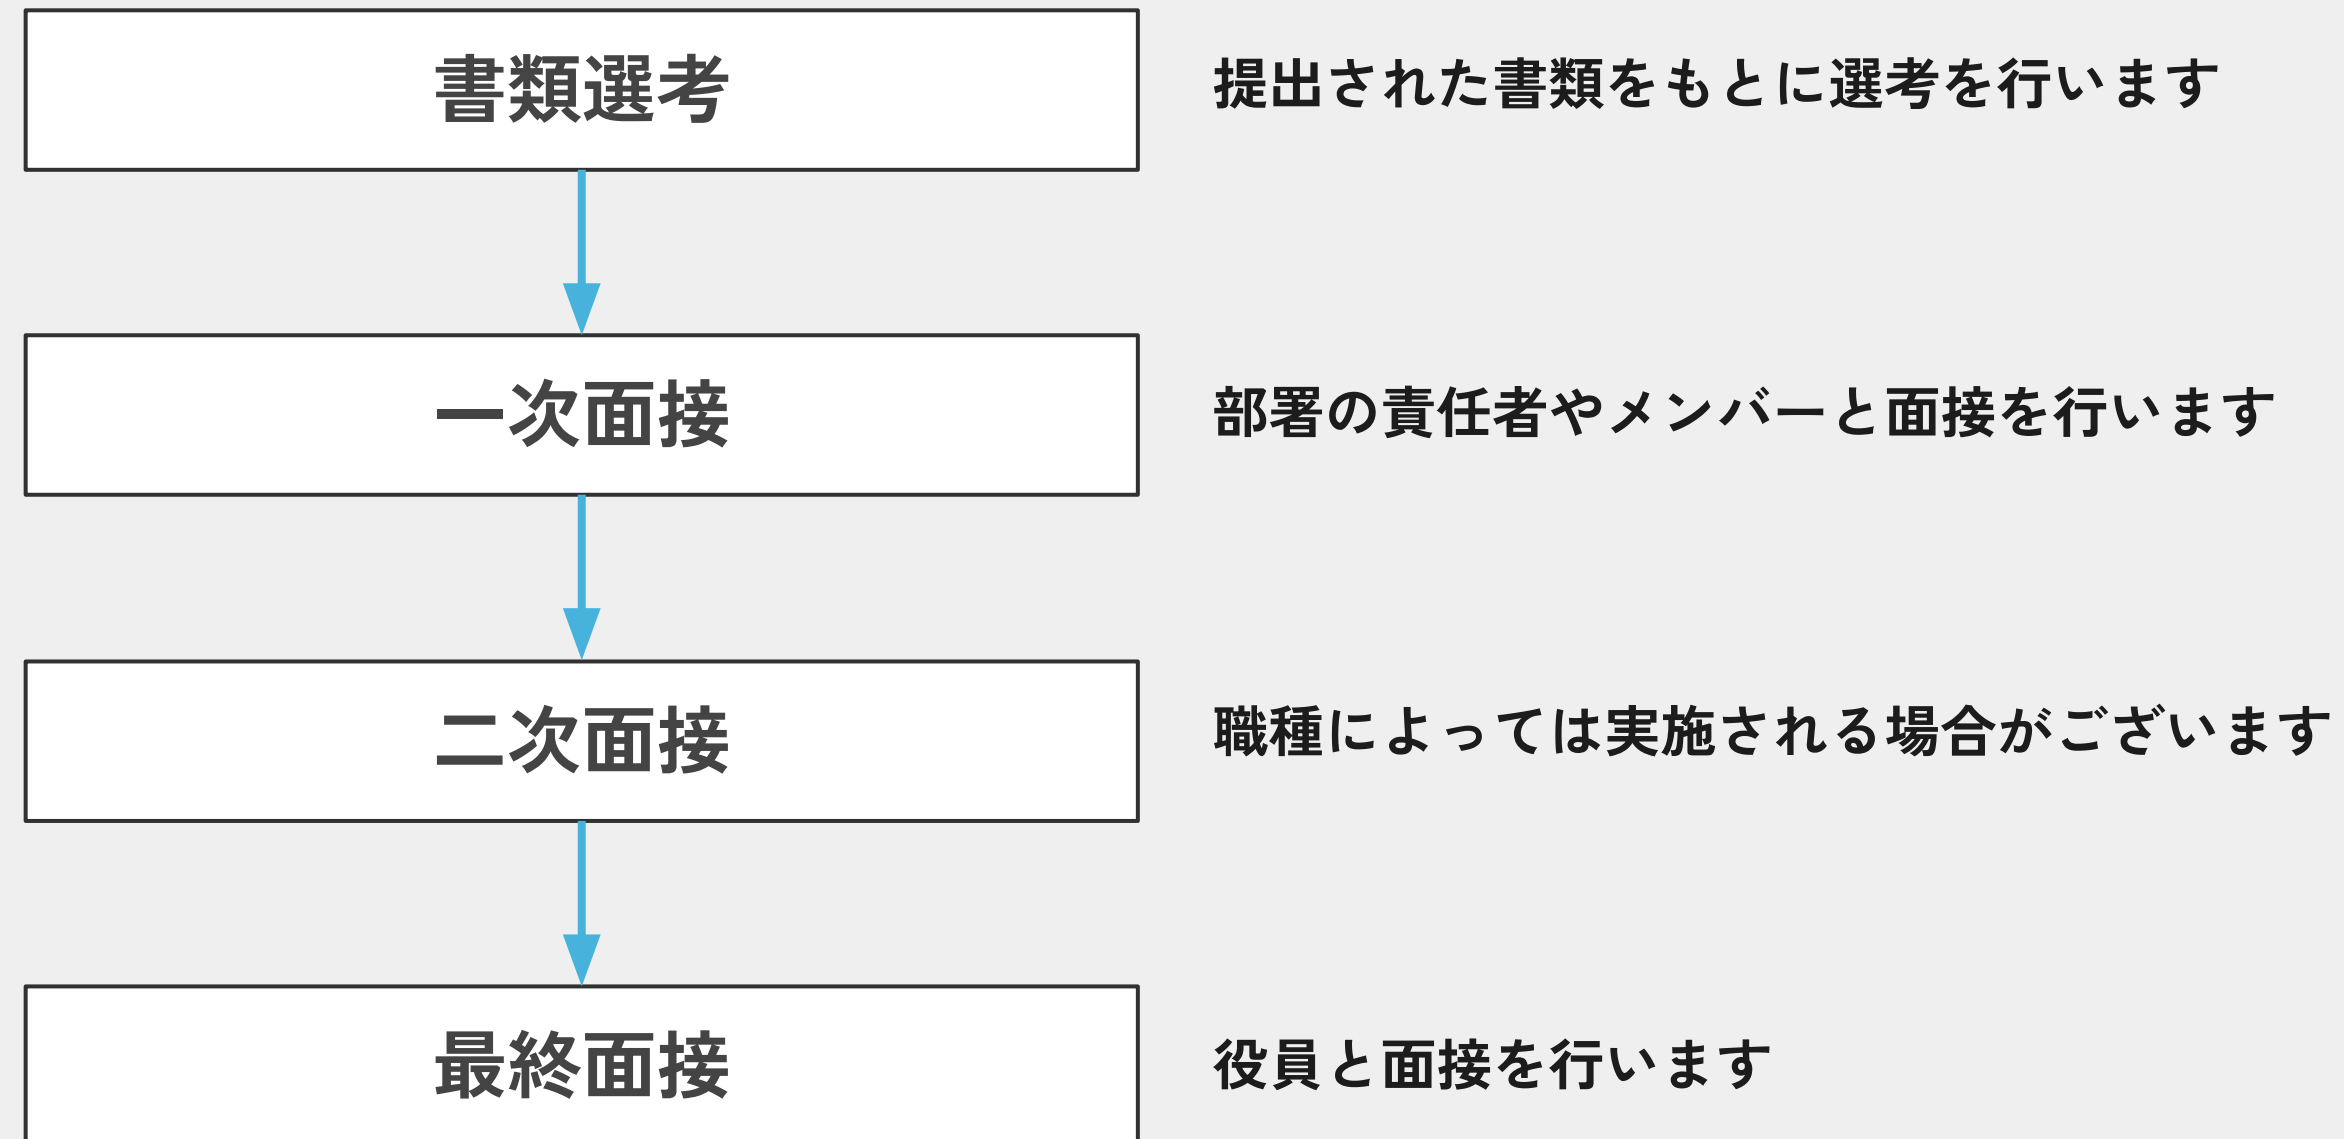 書類選考
提出された書類をもとに選考を行います
一次面接
部署の責任者やメンバーと面接を行います
二次面接
職種によっては実施される場合がございます
最終面接
役員と面接を行います